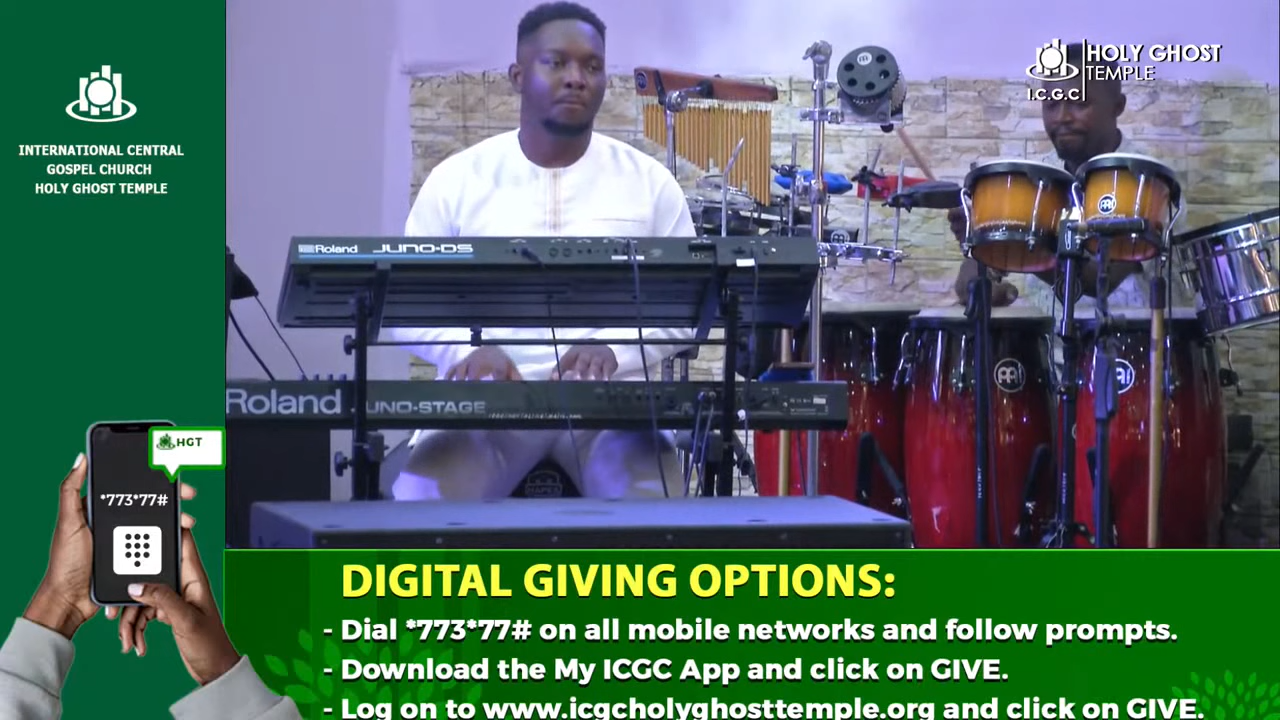 INTERNATIONAL CENTRAL
GOSPEL CHURCH
HOLY GHOST TEMPLE
HOLY GHOST
TEMPLE
I.C.G.C
Roland JUNO-DS
Roland UNO-STAGE
HGT
*773*77#
DIGITAL GIVING OPTIONS:
- Dial *773*77# on all mobile networks and follow prompts.
- Download the My ICGC App and click on GIVE.
- Log on to www.icgcholyghosttemple.org and click on GIVE.